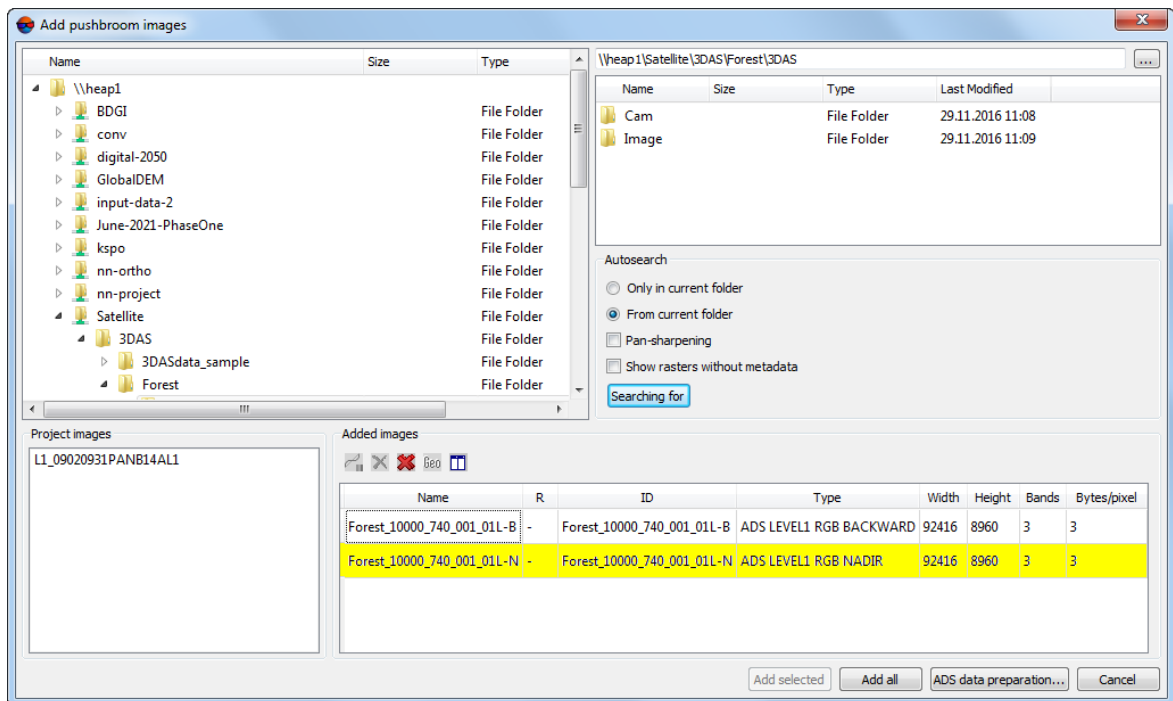 Add pushbroom images
Name Size Type
\\heap1
BDGI File Folder
conv File Folder
digital-2050 File Folder
GlobalDEM File Folder
input-data-2 File Folder
June-2021-PhaseOne File Folder
kspo File Folder
nn-ortho File Folder
nn-project File Folder
Satellite File Folder
3DAS File Folder
3DASdata_sample File Folder
Forest File Folder
\\heap1\Satellite\3DAS\Forest\3DAS
...
Name Size Type Last Modified
Cam File Folder 29.11.2016 11:08
Image File Folder 29.11.2016 11:09
Autosearch
Only in current folder
From current folder
Pan-sharpening
Show rasters without metadata
Searching for
Project images
L1_09020931PANB14AL1
Added images
Geo
Name R ID Type Width Height Bands Bytes/pixel
Forest_10000_740_001_01L-B - Forest_10000_740_001_01L-B ADS LEVEL1 RGB BACKWARD 92416 8960 3 3
Forest_10000_740_001_01L-N - Forest_10000_740_001_01L-N ADS LEVEL1 RGB NADIR 92416 8960 3 3
Add selected Add all ADS data preparation... Cancel